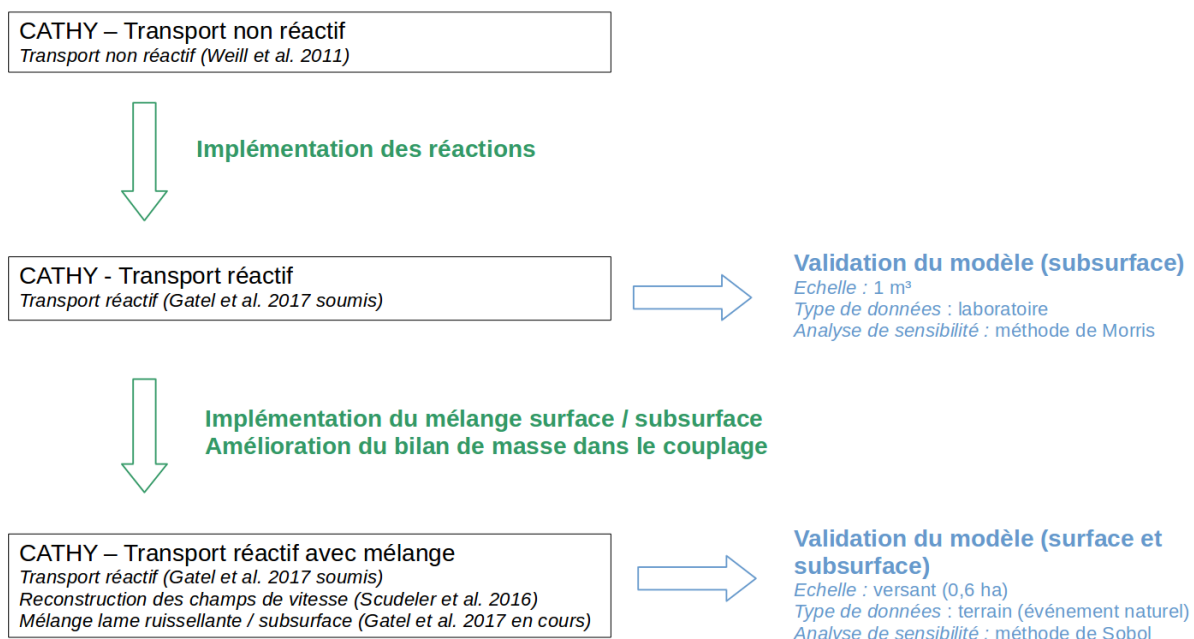 CATHY – Transport non réactif
Transport non réactif (Weill et al. 2011)
Implémentation des réactions
CATHY - Transport réactif
Transport réactif (Gatel et al. 2017 soumis)
Validation du modèle (subsurface)
Echelle : 1 m³
Type de données : laboratoire
Analyse de sensibilité : méthode de Morris
Implémentation du mélange surface / subsurface
Amélioration du bilan de masse dans le couplage
CATHY – Transport réactif avec mélange
Transport réactif (Gatel et al. 2017 soumis)
Reconstruction des champs de vitesse (Scudeler et al. 2016)
Mélange lame ruissellante / subsurface (Gatel et al. 2017 en cours)
Validation du modèle (surface et
subsurface)
Echelle : versant (0,6 ha)
Type de données : terrain (événement naturel)
Analyse de sensibilité : méthode de Sobol